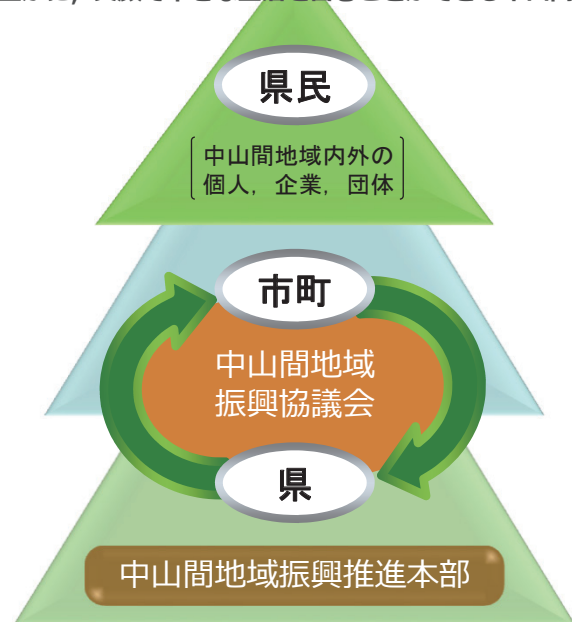 県民
中山間地域内外の
個人，企業，団体
市町
中山間地域
振興協議会
県
中山間地域振興推進本部